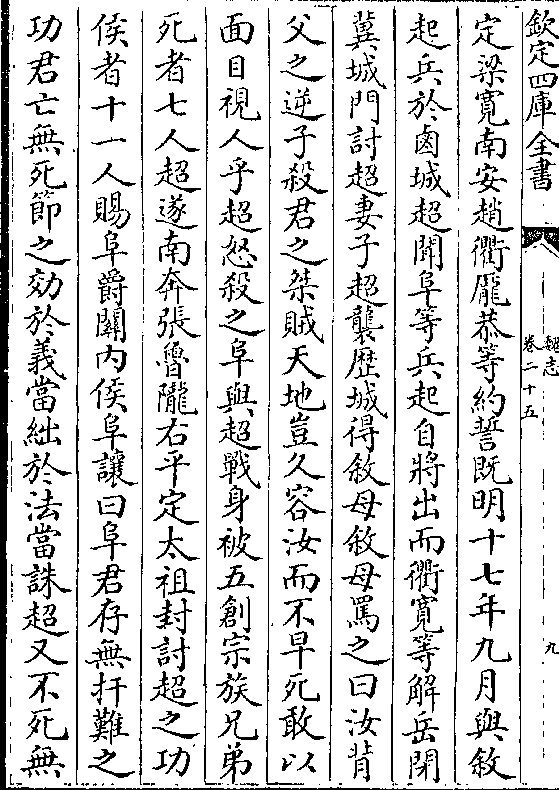 欽定四庫全書
魏志
卷二十五
九
定梁寛南安趙衢龎恭等約誓既明十七年九月與敘
起兵於鹵城超聞阜等兵起自將出而衢寛等解岳閉
冀城門討超妻子超襲歴城得敘母敘母罵之曰汝背
父之逆子殺君之桀賊天地豈久容汝而不早死敢以
面目視人乎超怒殺之阜與超戰身被五創宗族兄弟
死者七人超遂南奔張魯隴右平定太祖封討超之功
侯者十一人賜阜爵關内侯阜讓曰阜君存無扞難之
功君亡無死節之効於義當絀於法當誅超又不死無